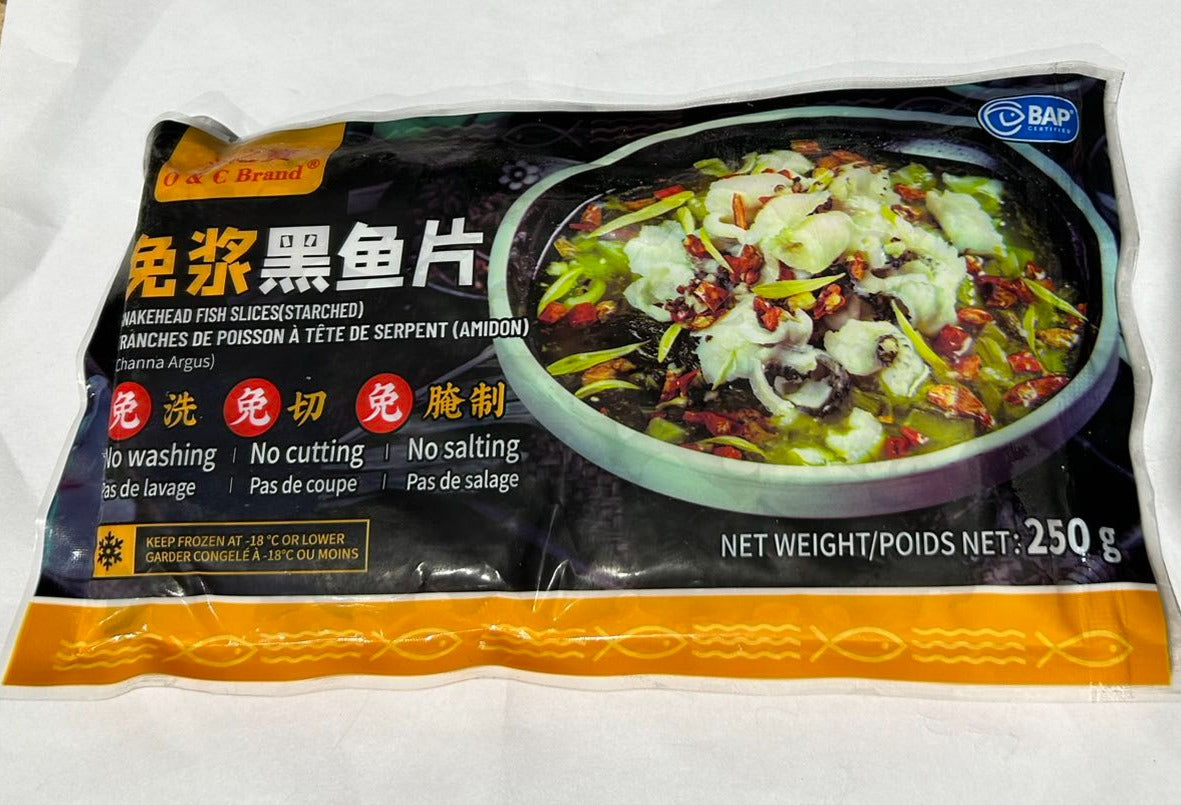 O & C Brand®
BAP®
CERTIFIED
免浆黑鱼片
NAKEHEAD FISH SLICES(STARCHED)
RANCHES DE POISSON À TÊTE DE SERPENT (AMIDON)
Channa Argus)
免洗 免切 免腌制
No washing | No cutting | No salting
Pas de lavage | Pas de coupe | Pas de salage
KEEP FROZEN AT -18 °C OR LOWER
GARDER CONGELÉ À -18°C OU MOINS
NET WEIGHT/POIDS NET: 250 g